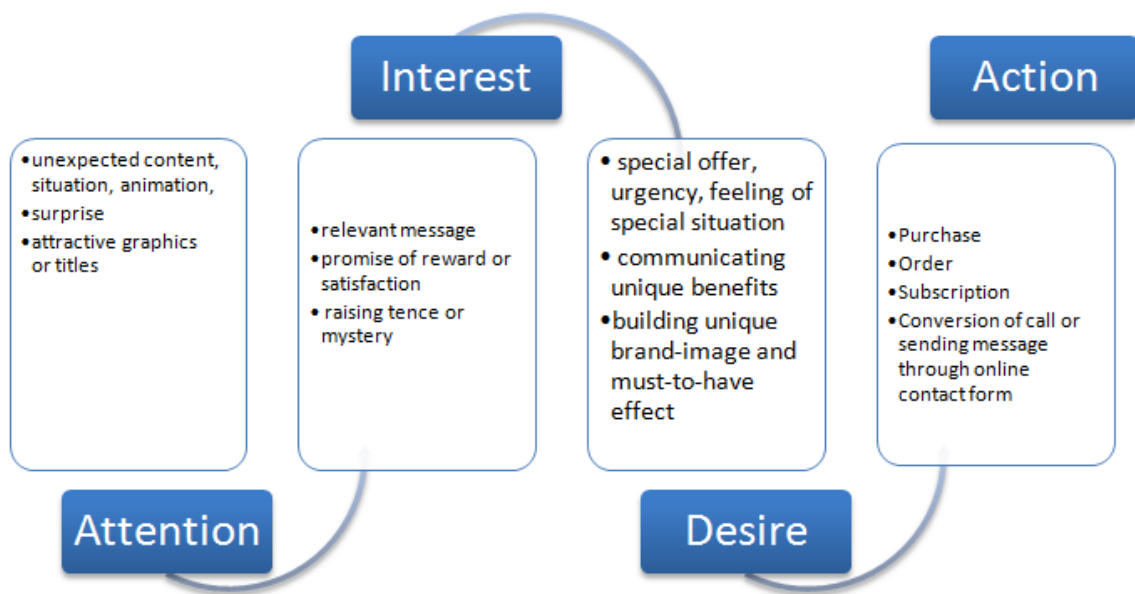 Attention
•unexpected content,
situation, animation,
•surprise
•attractive graphics
or titles
Interest
•relevant message
•promise of reward or
satisfaction
• raising tence or
mystery
Desire
• special offer,
urgency, feeling of
special situation
• communicating
unique benefits
•building unique
brand-image and
must-to-have
effect
Action
•Purchase
•Order
•Subscription
•Conversion of call or
sending message
through online
contact form